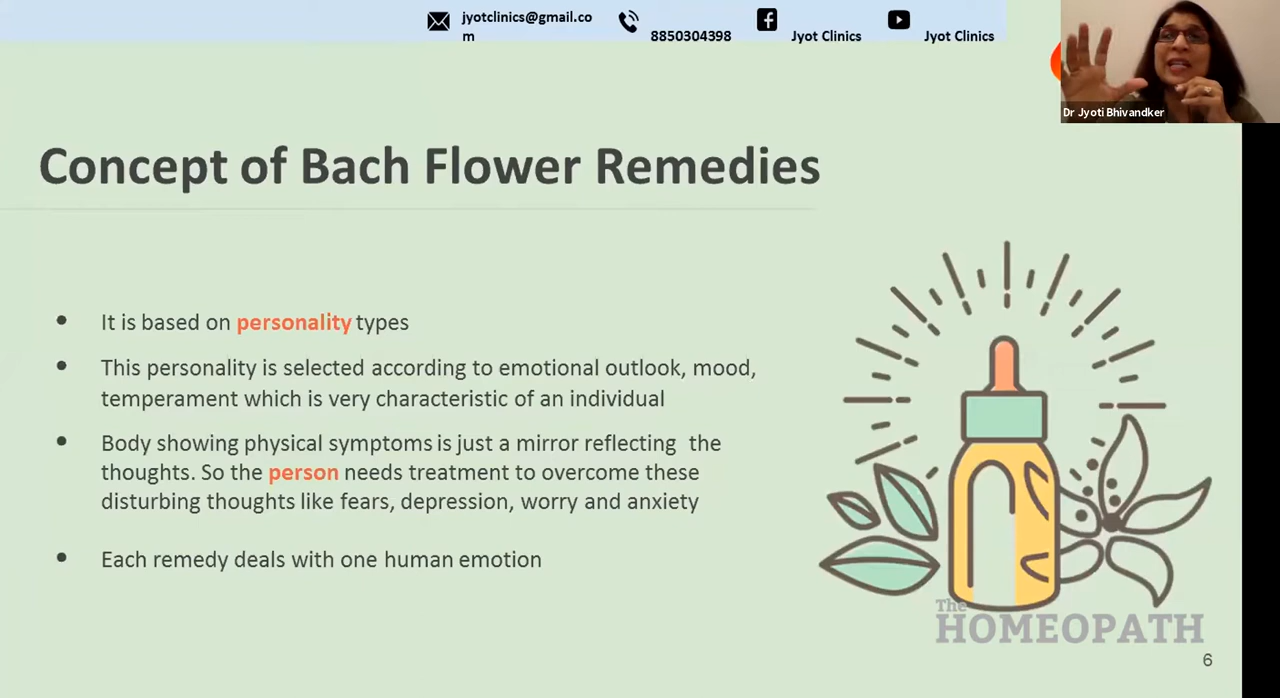 jyotclinics@gmail.co
m
8850304398
Jyot Clinics
Jyot Clinics
Dr Jyoti Bhivandker
Concept of Bach Flower Remedies
• It is based on personality types
• This personality is selected according to emotional outlook, mood,
temperament which is very characteristic of an individual
• Body showing physical symptoms is just a mirror reflecting the
thoughts. So the person needs treatment to overcome these
disturbing thoughts like fears, depression, worry and anxiety
• Each remedy deals with one human emotion
The
HOMEOPATH
6